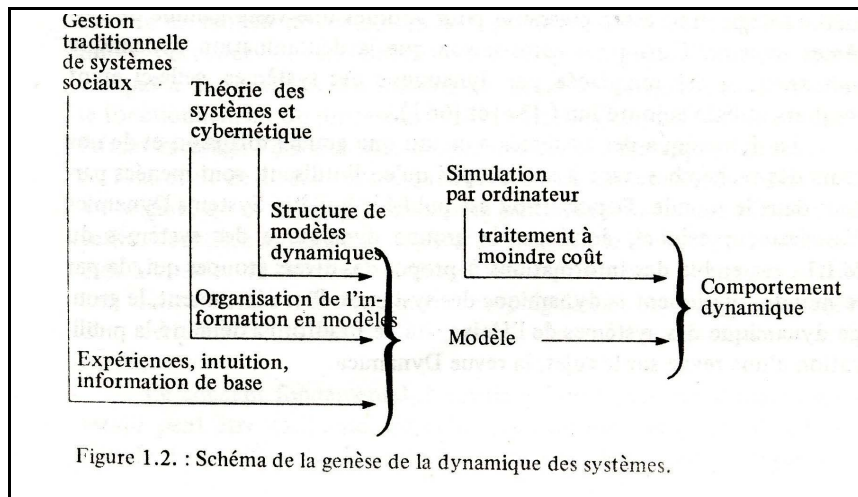 Gestion
traditionnelle
de systèmes
sociaux
Théorie des
systèmes et
cybernétique
Structure de
modèles
dynamiques
Organisation de l'in-
formation en modèles
Expériences, intuition,
information de base
Simulation
par ordinateur
traitement à
moindre coût
Modèle
Comportement
dynamique
Figure 1.2. : Schéma de la genèse de la dynamique des systèmes.